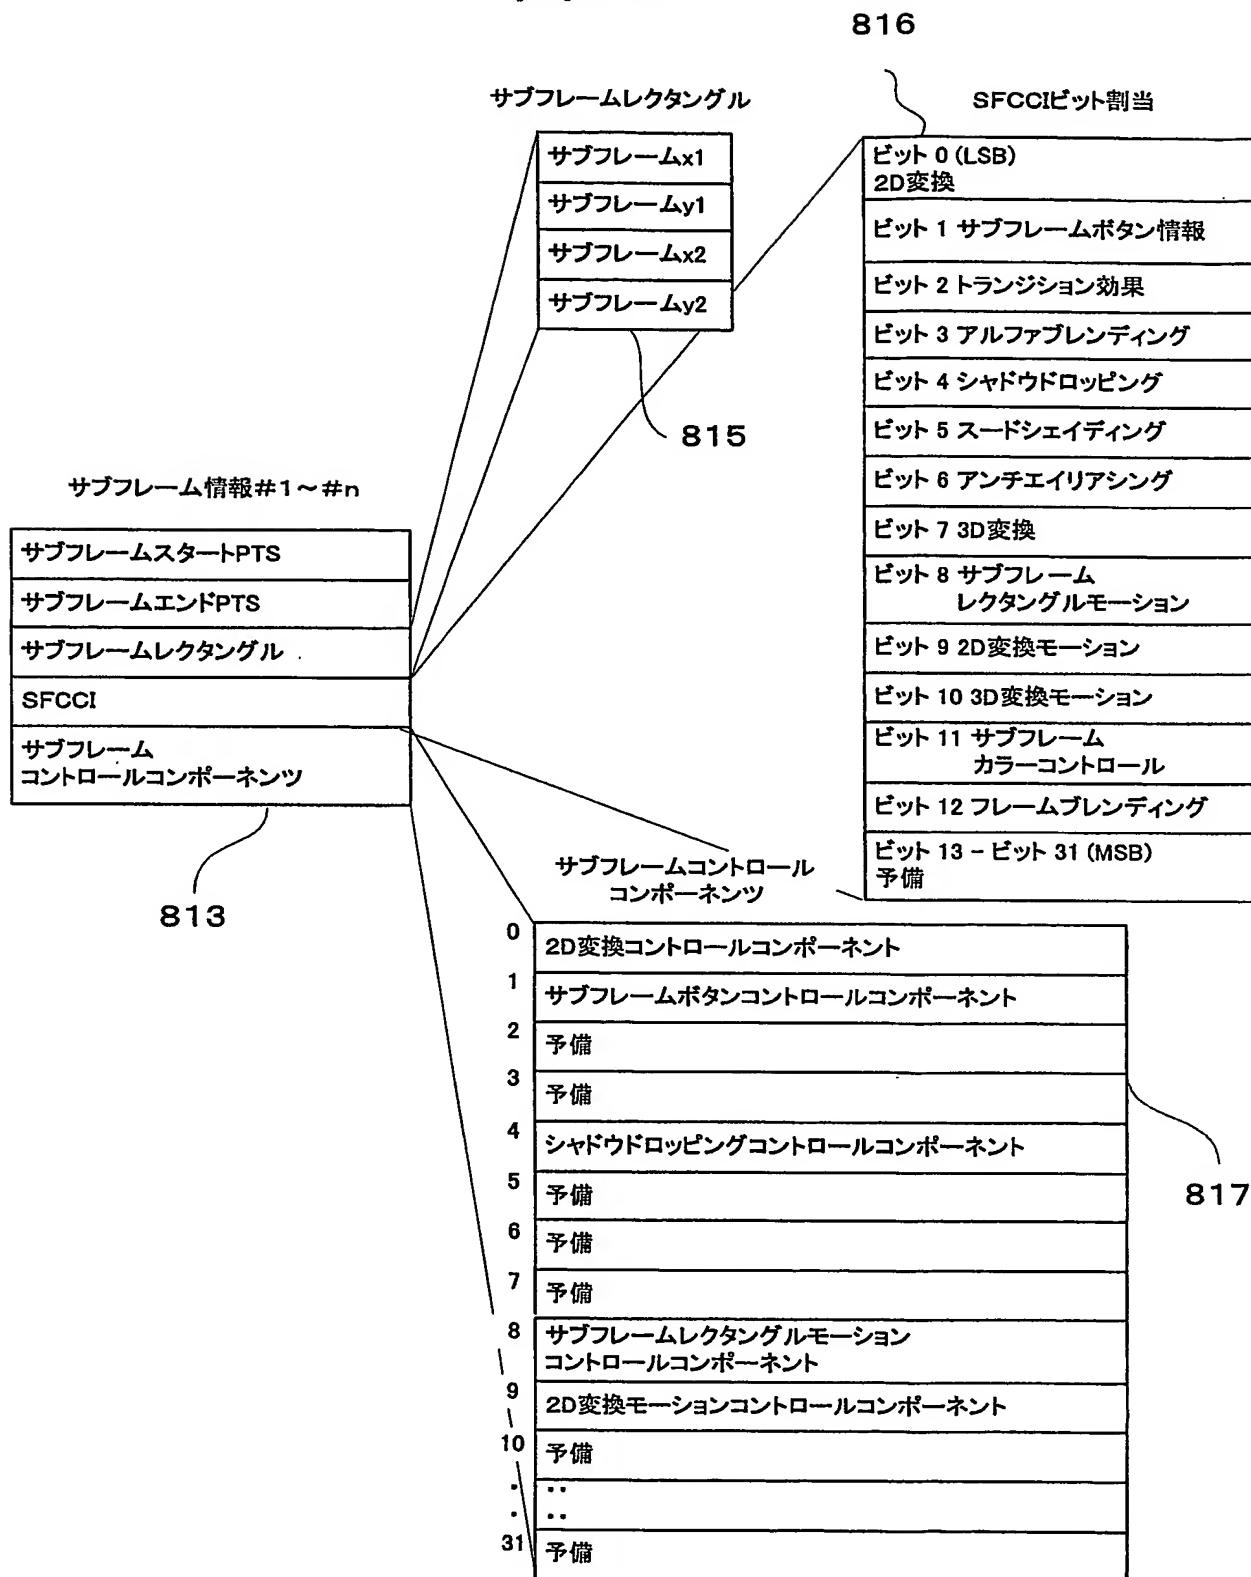 816
サブフレームレクタングル
サブフレームx1
サブフレームy1
サブフレームx2
サブフレームy2
815
SFCCIビット割当
ビット 0 (LSB)
2D変換
ビット 1 サブフレームボタン情報
ビット 2 トランジション効果
ビット 3 アルファブレンディング
ビット 4 シャドウドロッピング
ビット 5 スードシェイディング
ビット 6 アンチエイリアシング
ビット 7 3D変換
ビット 8 サブフレーム
レクタングルモーション
ビット 9 2D変換モーション
ビット 10 3D変換モーション
ビット 11 サブフレーム
カラーコントロール
ビット 12 フレームブレンディング
ビット 13 − ビット 31 (MSB)
予備
サブフレーム情報#1〜#n
サブフレームスタートPTS
サブフレームエンドPTS
サブフレームレクタングル
SFCCI
サブフレーム
コントロールコンポーネンツ
813
サブフレームコントロール
コンポーネンツ
0 2D変換コントロールコンポーネント
1 サブフレームボタンコントロールコンポーネント
2 予備
3 予備
4 シャドウドロッピングコントロールコンポーネント
5 予備
6 予備
7 予備
8 サブフレームレクタングルモーション
コントロールコンポーネント
9 2D変換モーションコントロールコンポーネント
10 予備
. ..
. ..
31 予備
817